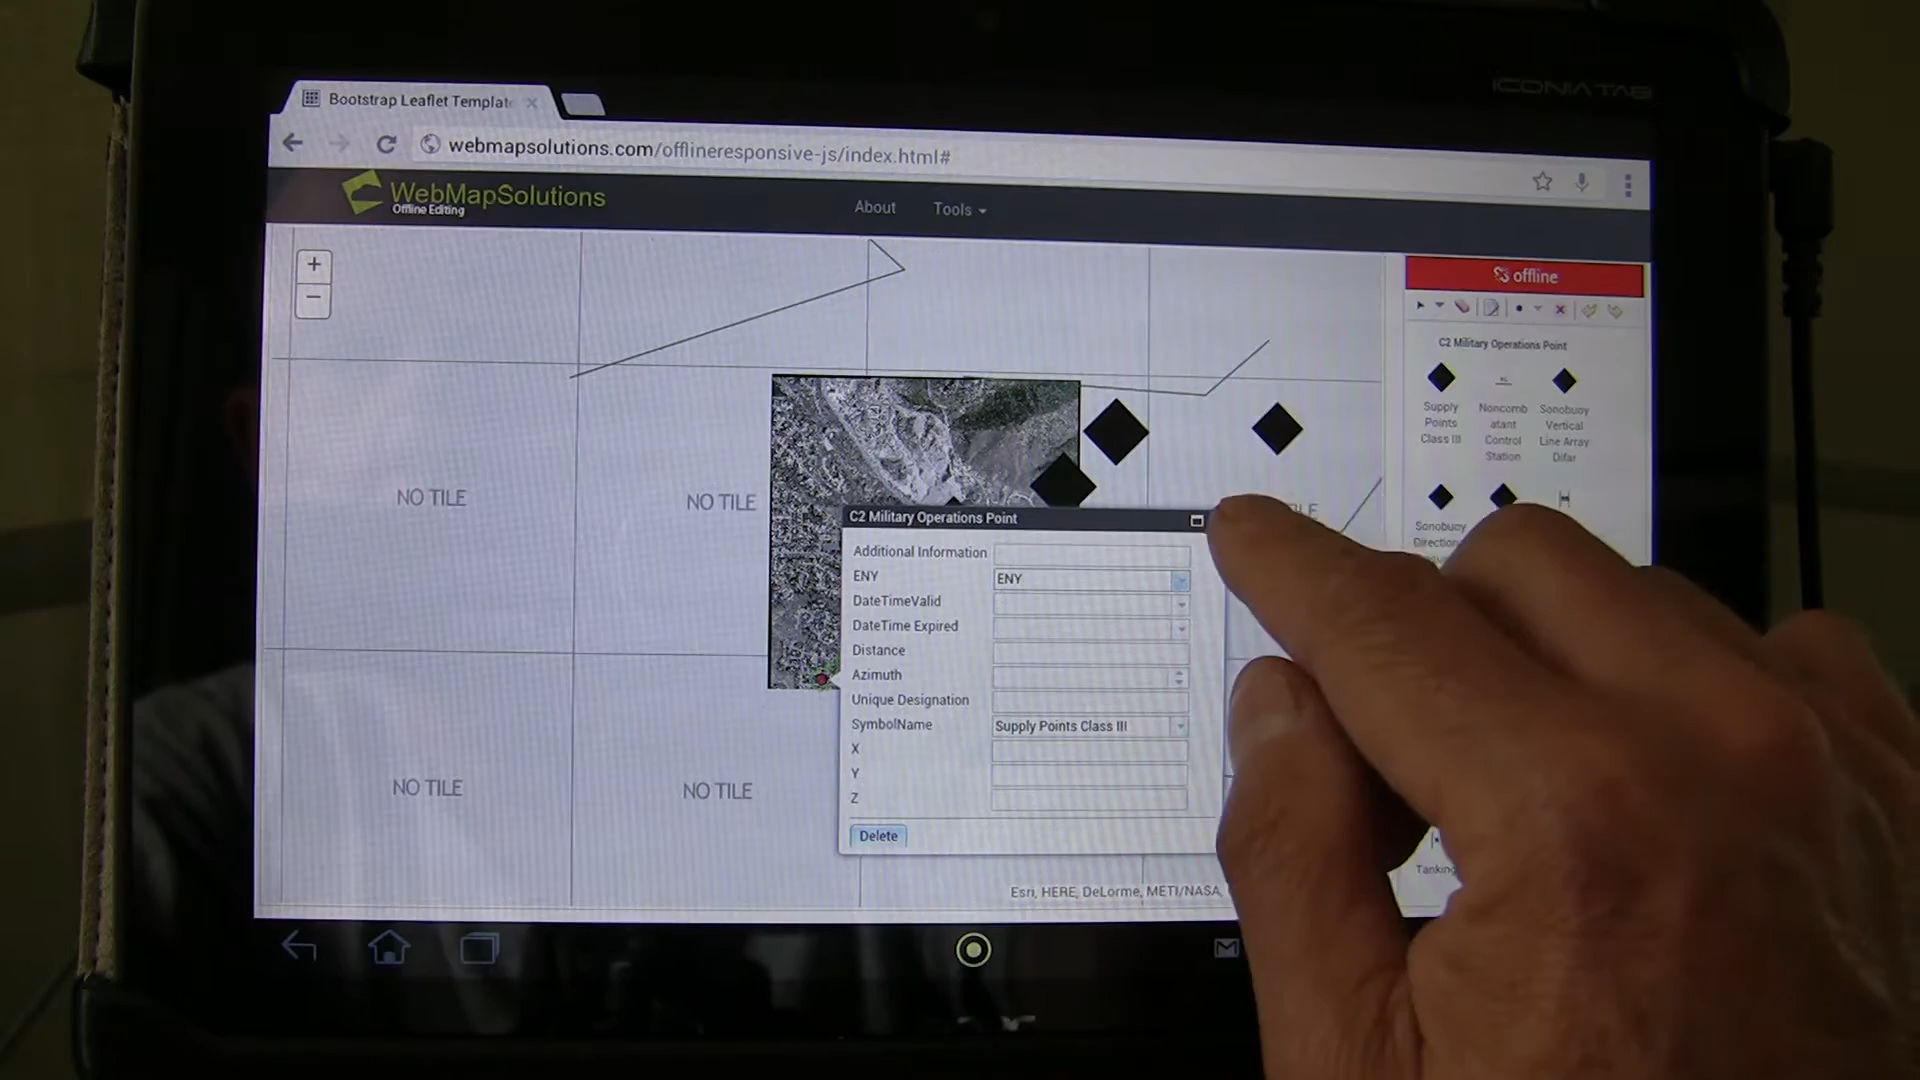 ICONIA TAB
Bootstrap Leaflet Templat
webmapsolutions.com/offlineresponsive-js/index.html#
WebMapSolutions
Offline Editing
About
Tools
+
−
offline
C2 Military Operations Point
Supply
Points
Class III
Noncomb
atant
Control
Station
Sonobuoy
Vertical
Line Array
Difar
Sonobuoy
NO TILE
NO TILE
C2 Military Operations Point
Additional Information
ENY
ENY
DateTimeValid
DateTime Expired
Distance
Azimuth
Unique Designation
SymbolName
Supply Points Class III
X
Y
Z
Delete
NO TILE
NO TILE
Tanking
Esri, HERE, DeLorme, METI/NASA,